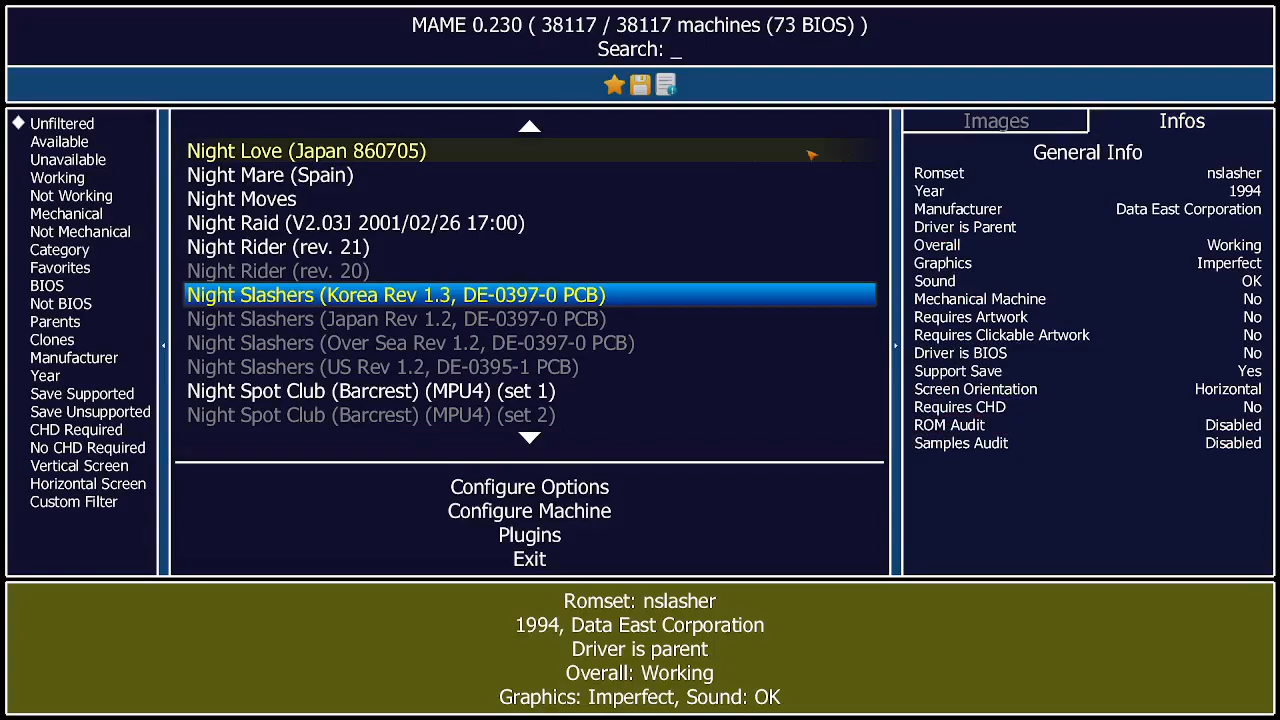 MAME 0.230 ( 38117 / 38117 machines (73 BIOS) )
Search: _
Unfiltered
Available
Unavailable
Working
Not Working
Mechanical
Not Mechanical
Category
Favorites
BIOS
Not BIOS
Parents
Clones
Manufacturer
Year
Save Supported
Save Unsupported
CHD Required
No CHD Required
Vertical Screen
Horizontal Screen
Custom Filter
Night Love (Japan 860705)
Night Mare (Spain)
Night Moves
Night Raid (V2.03J 2001/02/26 17:00)
Night Rider (rev. 21)
Night Rider (rev. 20)
Night Slashers (Korea Rev 1.3, DE-0397-0 PCB)
Night Slashers (Japan Rev 1.2, DE-0397-0 PCB)
Night Slashers (Over Sea Rev 1.2, DE-0397-0 PCB)
Night Slashers (US Rev 1.2, DE-0395-1 PCB)
Night Spot Club (Barcrest) (MPU4) (set 1)
Night Spot Club (Barcrest) (MPU4) (set 2)
Configure Options
Configure Machine
Plugins
Exit
Images Infos
General Info
Romset nslasher
Year 1994
Manufacturer Data East Corporation
Driver is Parent
Overall Working
Graphics Imperfect
Sound OK
Mechanical Machine No
Requires Artwork No
Requires Clickable Artwork No
Driver is BIOS No
Support Save Yes
Screen Orientation Horizontal
Requires CHD No
ROM Audit Disabled
Samples Audit Disabled
Romset: nslasher
1994, Data East Corporation
Driver is parent
Overall: Working
Graphics: Imperfect, Sound: OK